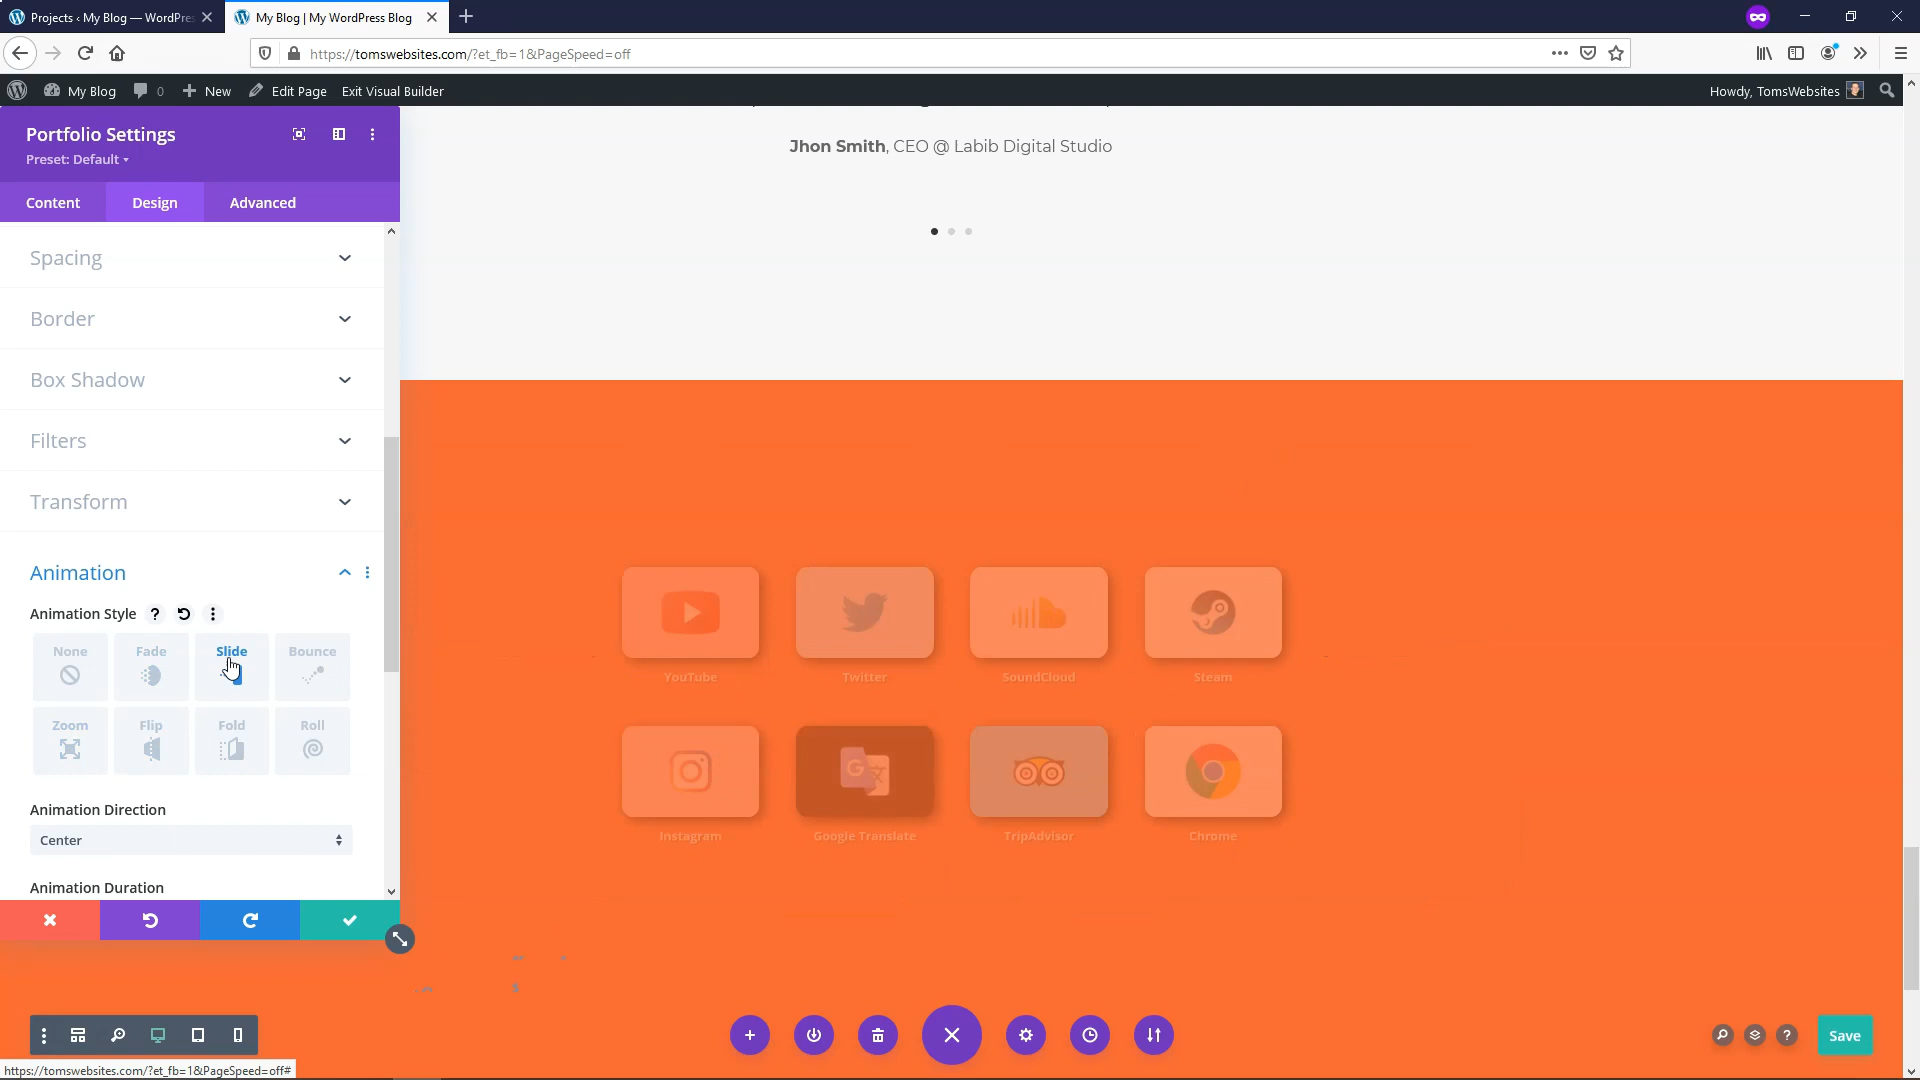 Projects ‹ My Blog — WordPres
My Blog | My WordPress Blog
https://tomswebsites.com/?et_fb=1&PageSpeed=off
My Blog
0
New
Edit Page
Exit Visual Builder
Howdy, TomsWebsites
Portfolio Settings
Preset: Default
Content
Design
Advanced
Spacing
Border
Box Shadow
Filters
Transform
Animation
Animation Style
None
Fade
Slide
Bounce
Zoom
Flip
Fold
Roll
Animation Direction
Center
Animation Duration
Jhon Smith, CEO @ Labib Digital Studio
YouTube
Twitter
SoundCloud
Steam
Instagram
Google Translate
TripAdvisor
Chrome
Save
https://tomswebsites.com/?et_fb=1&PageSpeed=off#